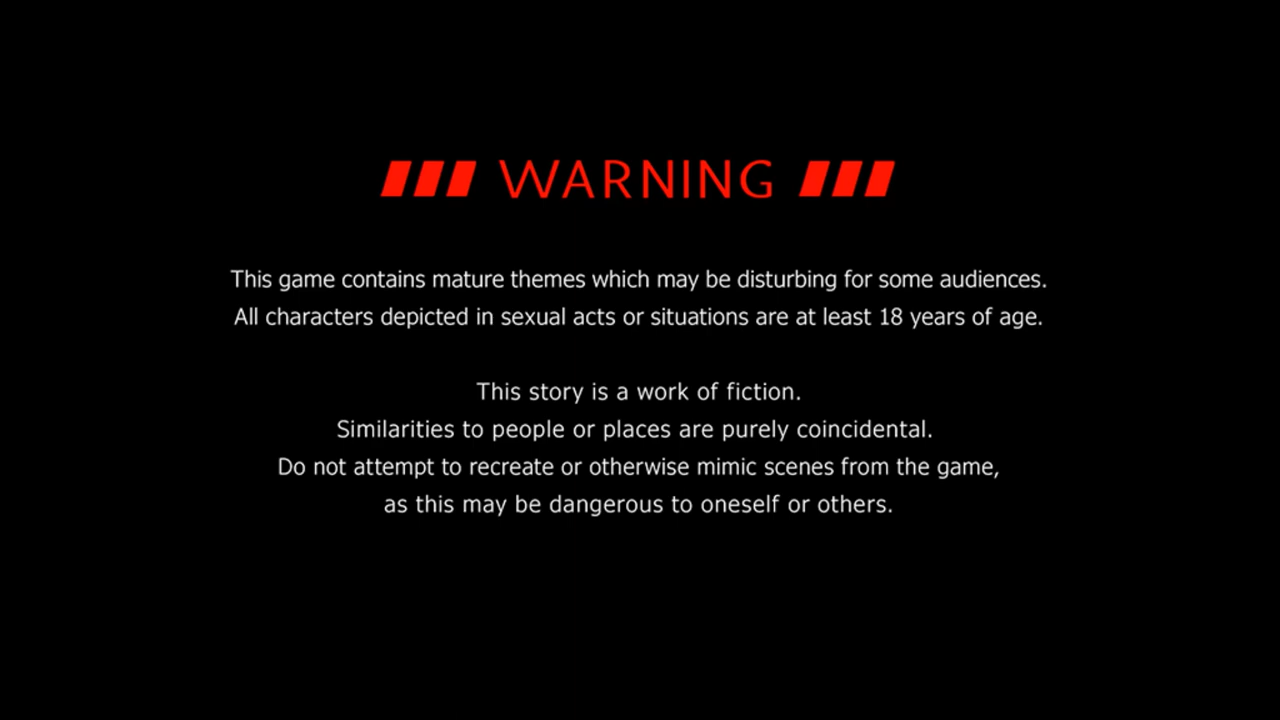 WARNING
This game contains mature themes which may be disturbing for some audiences.
All characters depicted in sexual acts or situations are at least 18 years of age.
This story is a work of fiction.
Similarities to people or places are purely coincidental.
Do not attempt to recreate or otherwise mimic scenes from the game,
as this may be dangerous to oneself or others.